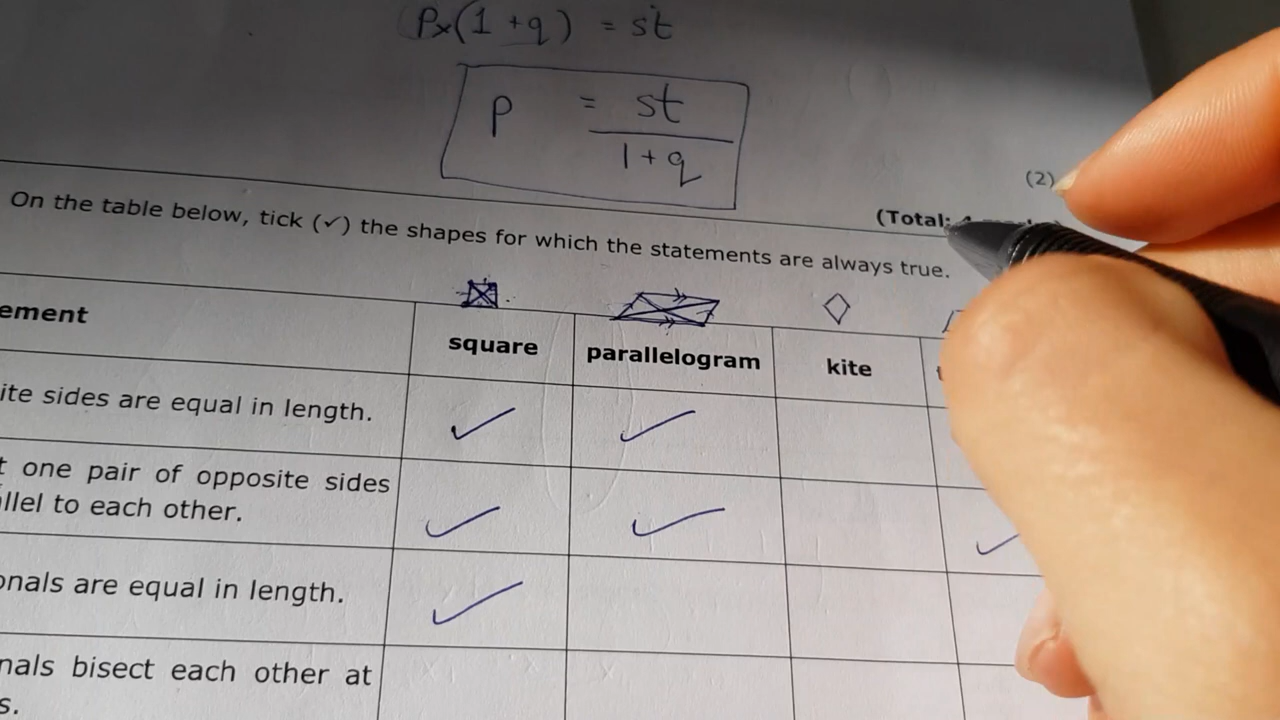 Px(1 + q) = st
P = st
1 + q
(2)
(Total:
On the table below, tick (✓) the shapes for which the statements are always true.
ement
square
parallelogram
kite
ite sides are equal in length.
t one pair of opposite sides
llel to each other.
onals are equal in length.
nals bisect each other at
s.